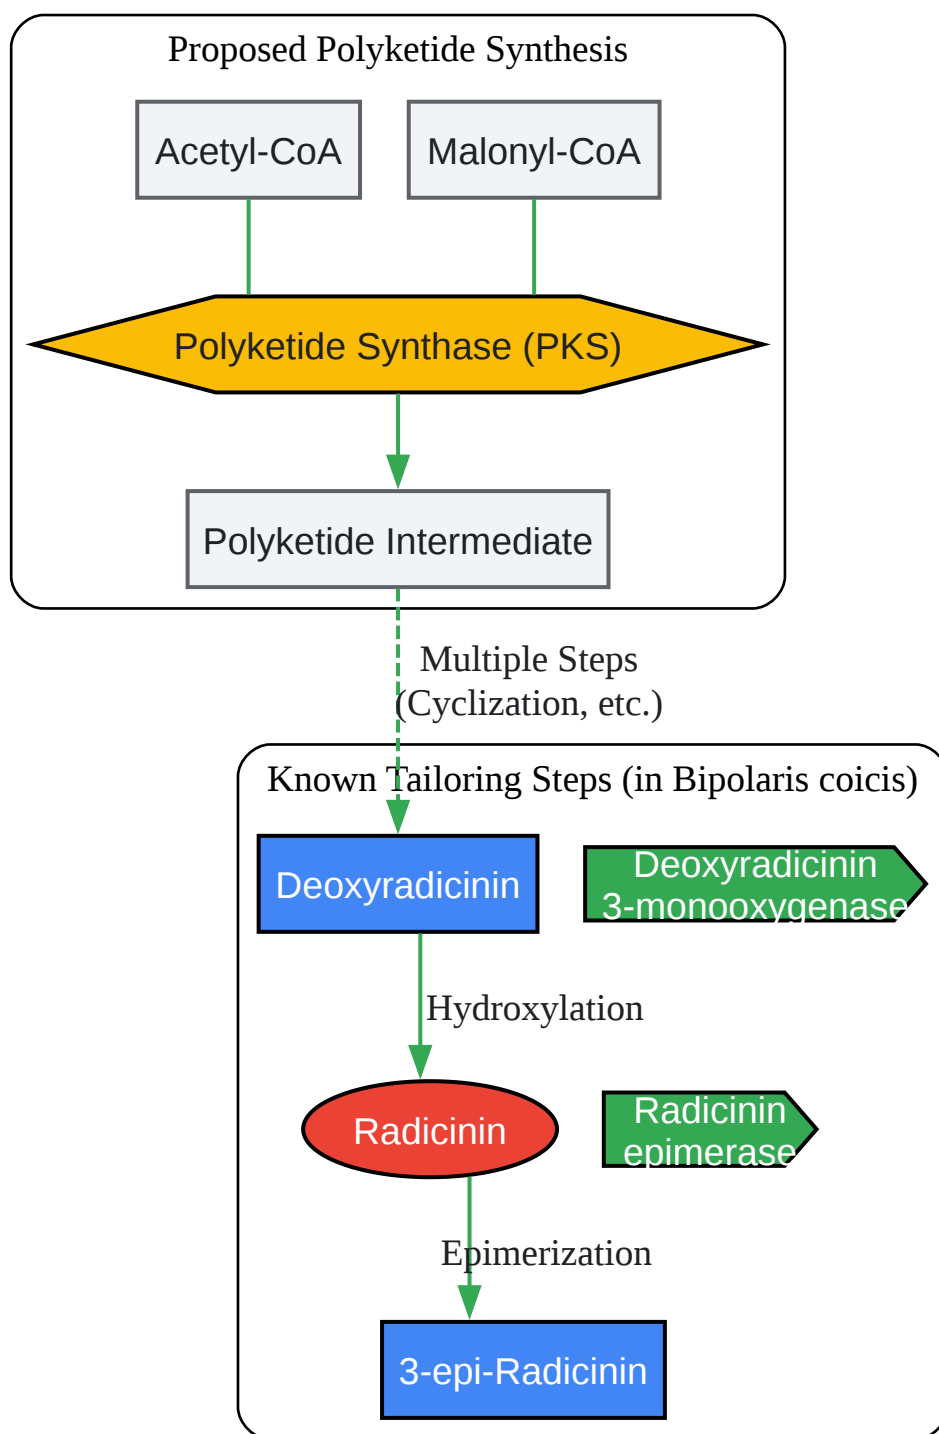 Proposed Polyketide Synthesis
Acetyl-CoA
Malonyl-CoA
Polyketide Synthase (PKS)
Polyketide Intermediate
Multiple Steps
(Cyclization, etc.)
Known Tailoring Steps (in Bipolaris coicis)
Deoxyradicinin
Deoxyradicinin
3-monooxygenase
Hydroxylation
Radicinin
Radicinin
epimerase
Epimerization
3-epi-Radicinin